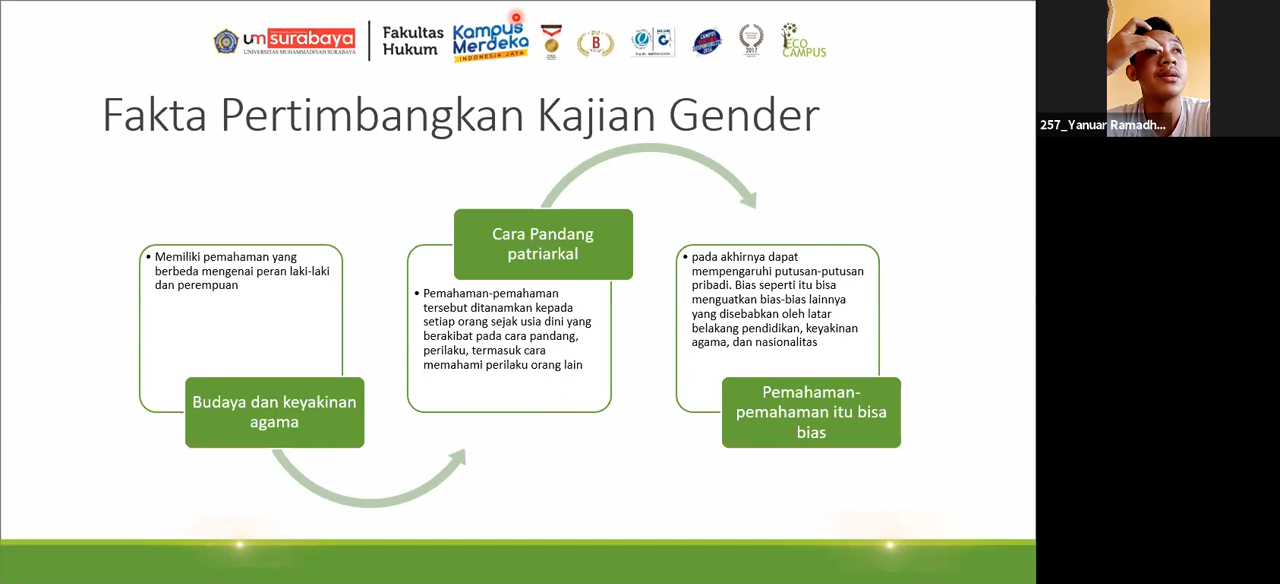 um surabaya
UNIVERSITAS MUHAMMADIYAH SURABAYA
Fakultas
Hukum
Kampus
Merdeka
INDONESIA JAYA
B
2017
ECO
CAMPUS
257_Yanuar Ramadh...
Fakta Pertimbangkan Kajian Gender
• Memiliki pemahaman yang
berbeda mengenai peran laki-laki
dan perempuan
Budaya dan keyakinan
agama
Cara Pandang
patriarkal
• Pemahaman-pemahaman
tersebut ditanamkan kepada
setiap orang sejak usia dini yang
berakibat pada cara pandang,
perilaku, termasuk cara
memahami perilaku orang lain
• pada akhirnya dapat
mempengaruhi putusan-putusan
pribadi. Bias seperti itu bisa
menguatkan bias-bias lainnya
yang disebabkan oleh latar
belakang pendidikan, keyakinan
agama, dan nasionalitas
Pemahaman-
pemahaman itu bisa
bias